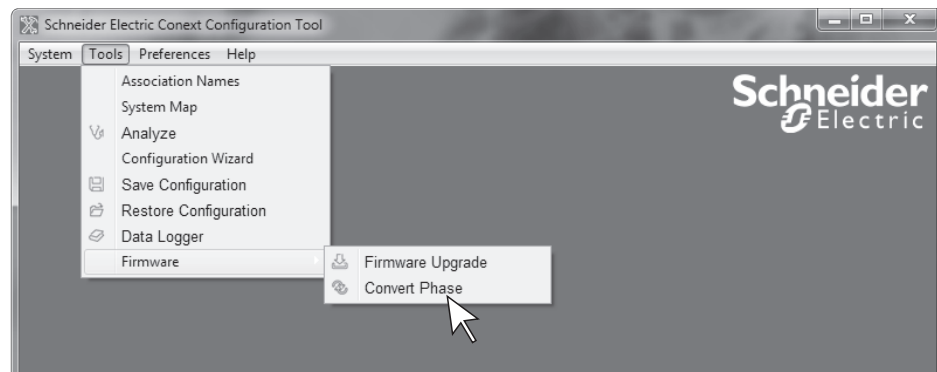 Schneider Electric Conext Configuration Tool
System Tools Preferences Help
Association Names
System Map
Analyze
Configuration Wizard
Save Configuration
Restore Configuration
Data Logger
Firmware
Firmware Upgrade
Convert Phase
Schneider
Electric